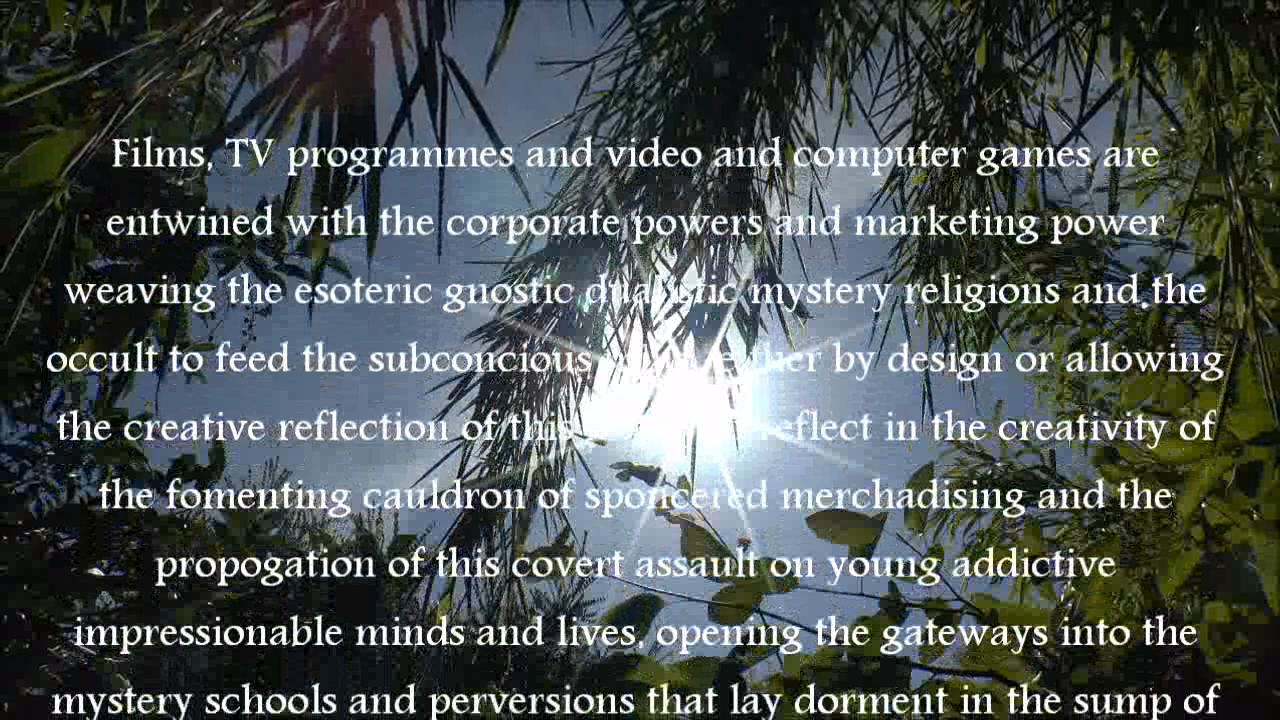 Films, TV programmes and video and computer games are
entwined with the corporate powers and marketing power
weaving the esoteric gnostic dualistic mystery religions and the
occult to feed the subconcious by design or allowing
the creative reflection of this reflect in the creativity of
the fomenting cauldron of sponcered merchadising and the
propogation of this covert assault on young addictive
impressionable minds and lives, opening the gateways into the
mystery schools and perversions that lay dorment in the sump of